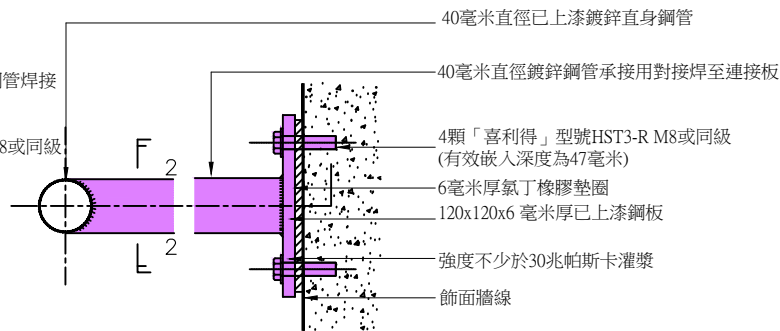 40毫米直徑已上漆鍍鋅直身鋼管
管焊接
40毫米直徑鍍鋅鋼管承接用對接焊至連接板
8或同級
4顆「喜利得」型號HST3-R M8或同級
(有效嵌入深度為47毫米)
2
6毫米厚氯丁橡膠墊圈
120x120x6 毫米厚已上漆鋼板
2
強度不少於30兆帕斯卡灌漿
飾面牆線